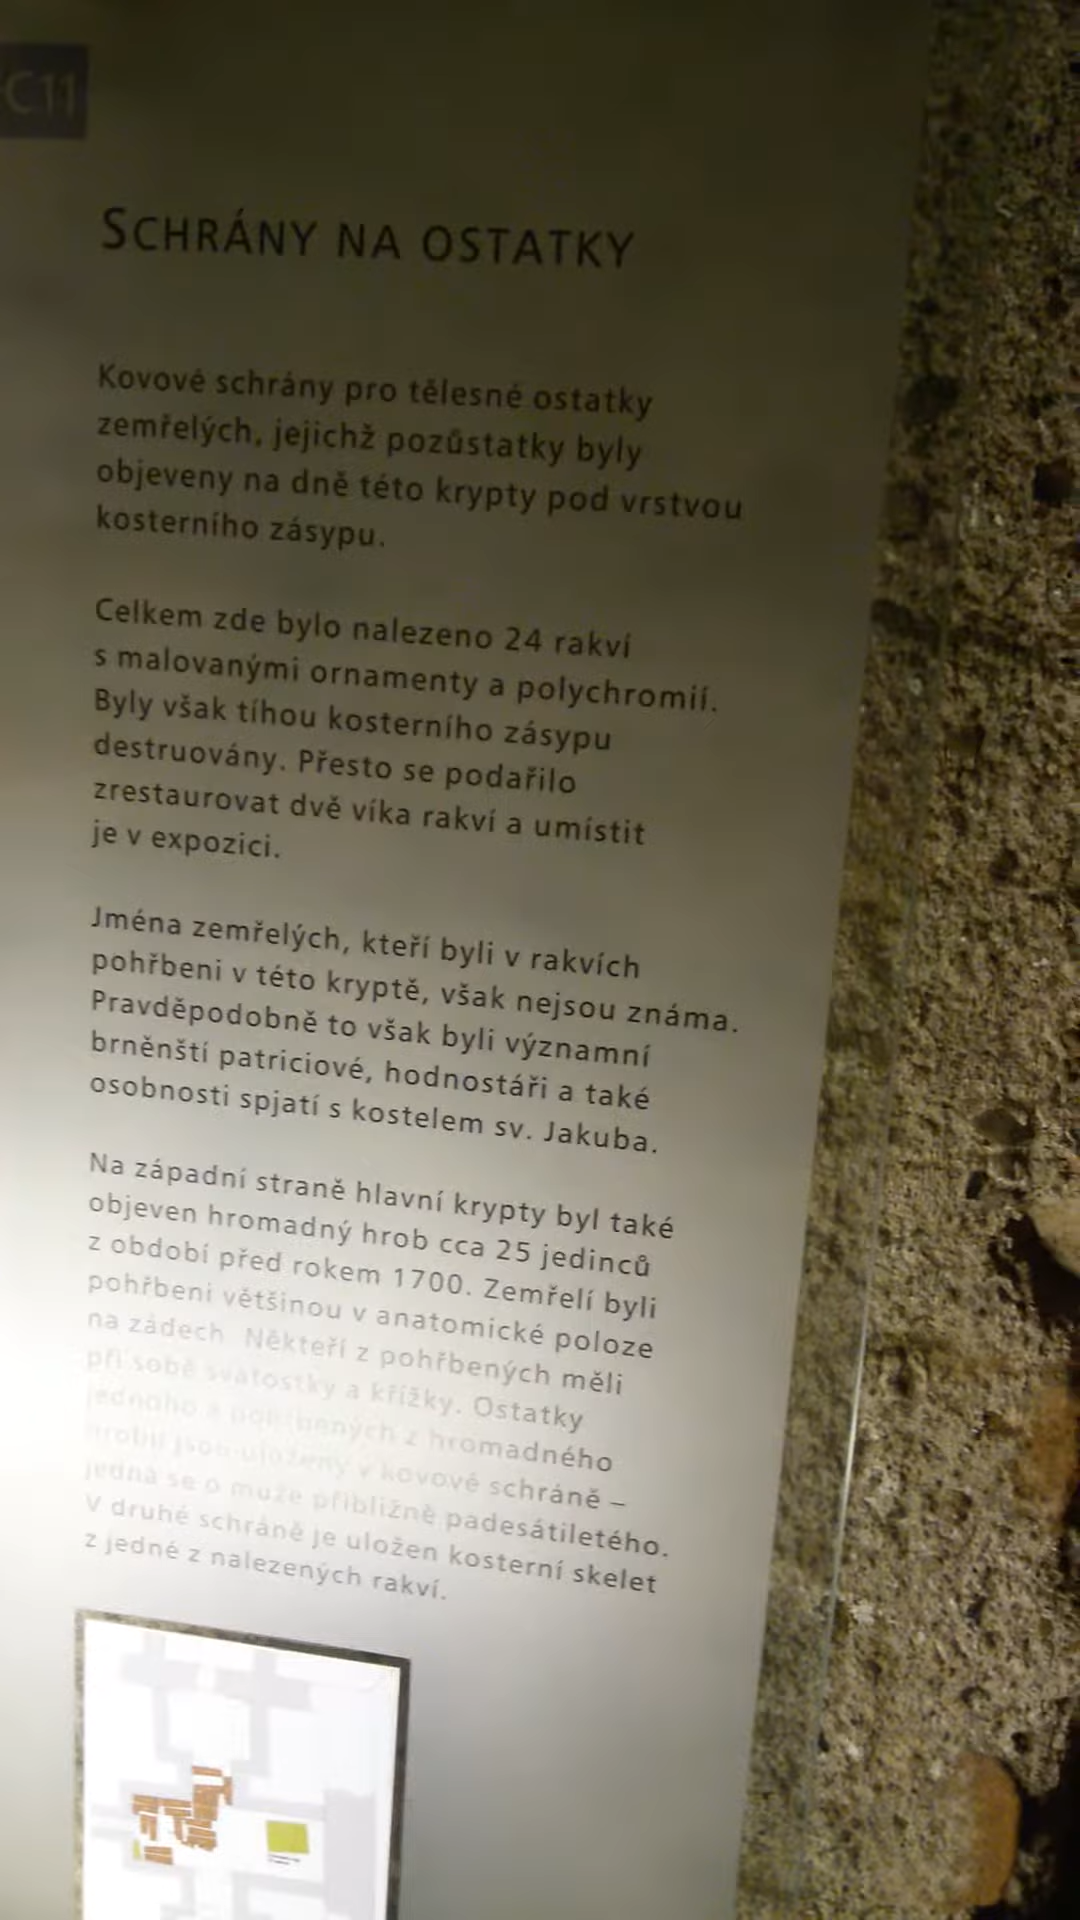 C11
SCHRÁNY NA OSTATKY
Kovové schrány pro tělesné ostatky
zemřelých, jejichž pozůstatky byly
objeveny na dně této krypty pod vrstvou
kosterního zásypu.
Celkem zde bylo nalezeno 24 rakví
s malovanými ornamenty a polychromií.
Byly však tíhou kosterního zásypu
destruovány. Přesto se podařilo
zrestaurovat dvě víka rakví a umístit
je v expozici.
Jména zemřelých, kteří byli v rakvích
pohřbeni v této kryptě, však nejsou známa.
Pravděpodobně to však byli významní
brněnští patriciové, hodnostáři a také
osobnosti spjatí s kostelem sv. Jakuba.
Na západní straně hlavní krypty byl také
objeven hromadný hrob cca 25 jedinců
z období před rokem 1700. Zemřelí byli
pohřbeni většinou v anatomické poloze
na zádech. Někteří z pohřbených měli
při sobě svátostky a křížky. Ostatky
jednoho z pohřbených z hromadného
hrobu jsou uloženy v kovové schráně –
jedná se o muže přibližně padesátiletého.
V druhé schráně je uložen kosterní skelet
z jedné z nalezených rakví.